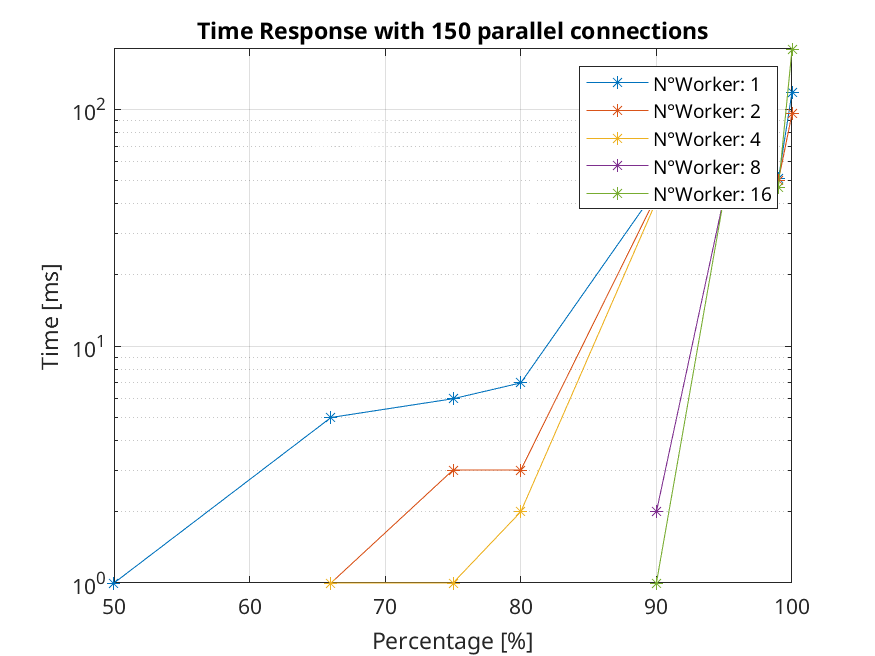 Time Response with 150 parallel connections
N°Worker: 1
N°Worker: 2
N°Worker: 4
N°Worker: 8
N°Worker: 16
10²
10¹
10⁰
Time [ms]
50 60 70 80 90 100
Percentage [%]